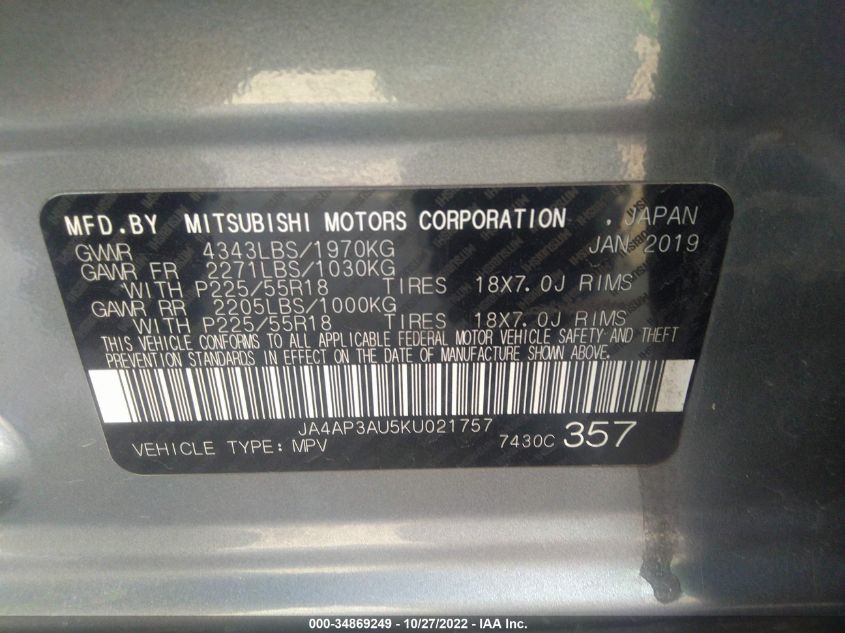 MFD.BY MITSUBISHI MOTORS CORPORATION , JAPAN
GVWR 4343LBS/1970KG JAN 2019
GAWR FR 2271LBS/1030KG
WITH P225/55R18 TIRES 18X7.0J RIMS
GAWR RR 2205LBS/1000KG
WITH P225/55R18 TIRES 18X7.0J RIMS
THIS VEHICLE CONFORMS TO ALL APPLICABLE FEDERAL MOTOR VEHICLE SAFETY AND THEFT
PREVENTION STANDARDS IN EFFECT ON THE DATE OF MANUFACTURE SHOWN ABOVE.
JA4AP3AU5KU021757
VEHICLE TYPE: MPV 7430C 357
000-34869249 - 10/27/2022 - IAA Inc.